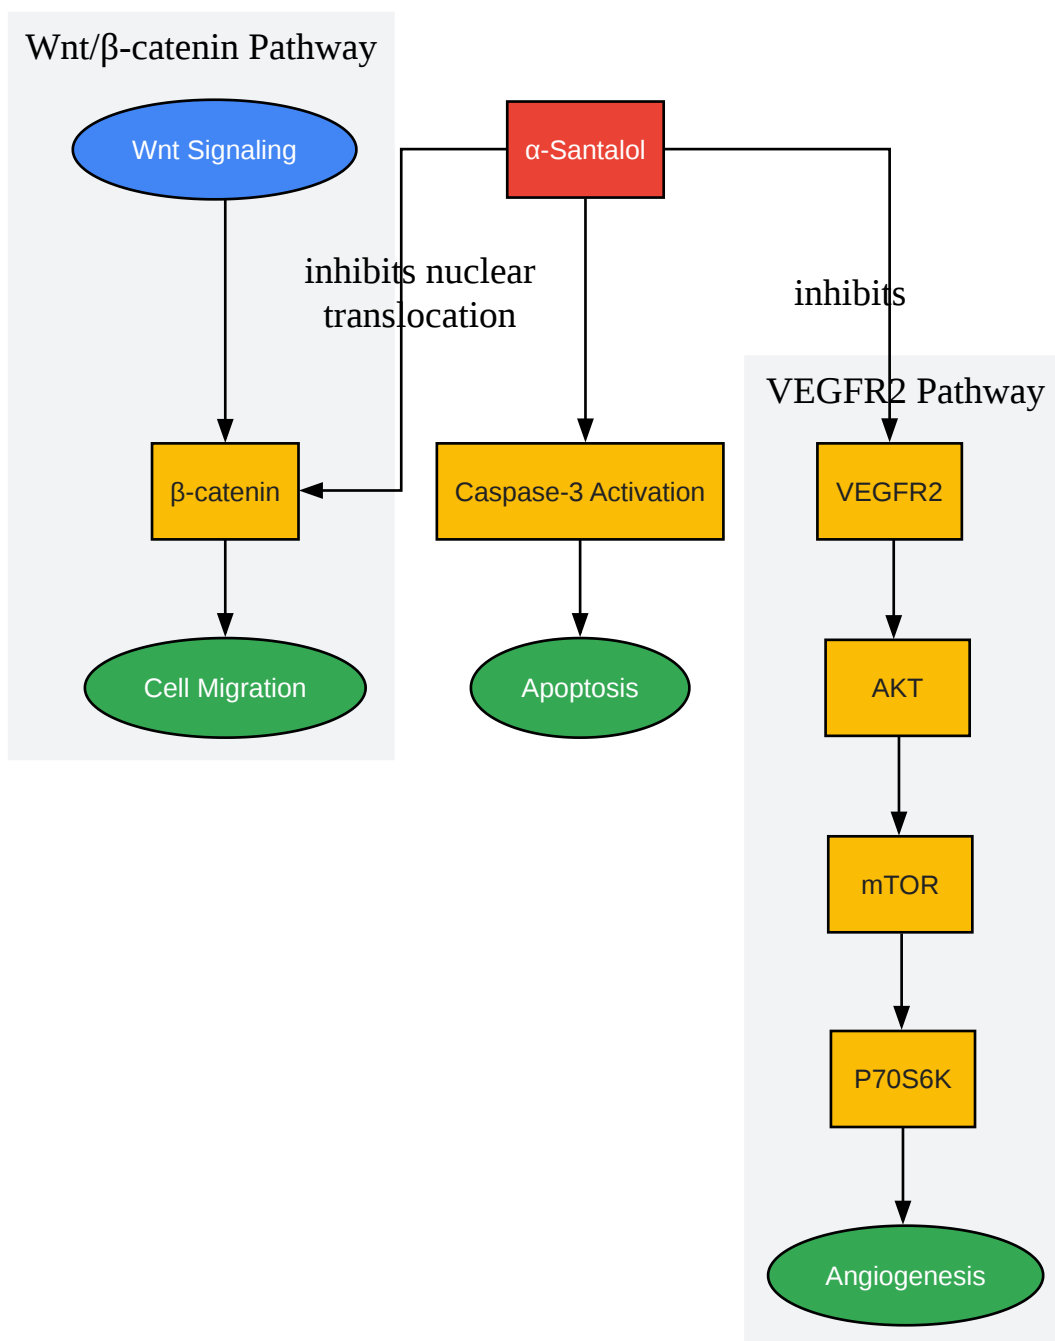 Wnt/β-catenin Pathway
Wnt Signaling
α-Santalol
inhibits nuclear
translocation
inhibits
VEGFR2 Pathway
β-catenin
Caspase-3 Activation
VEGFR2
Cell Migration
Apoptosis
AKT
mTOR
P70S6K
Angiogenesis